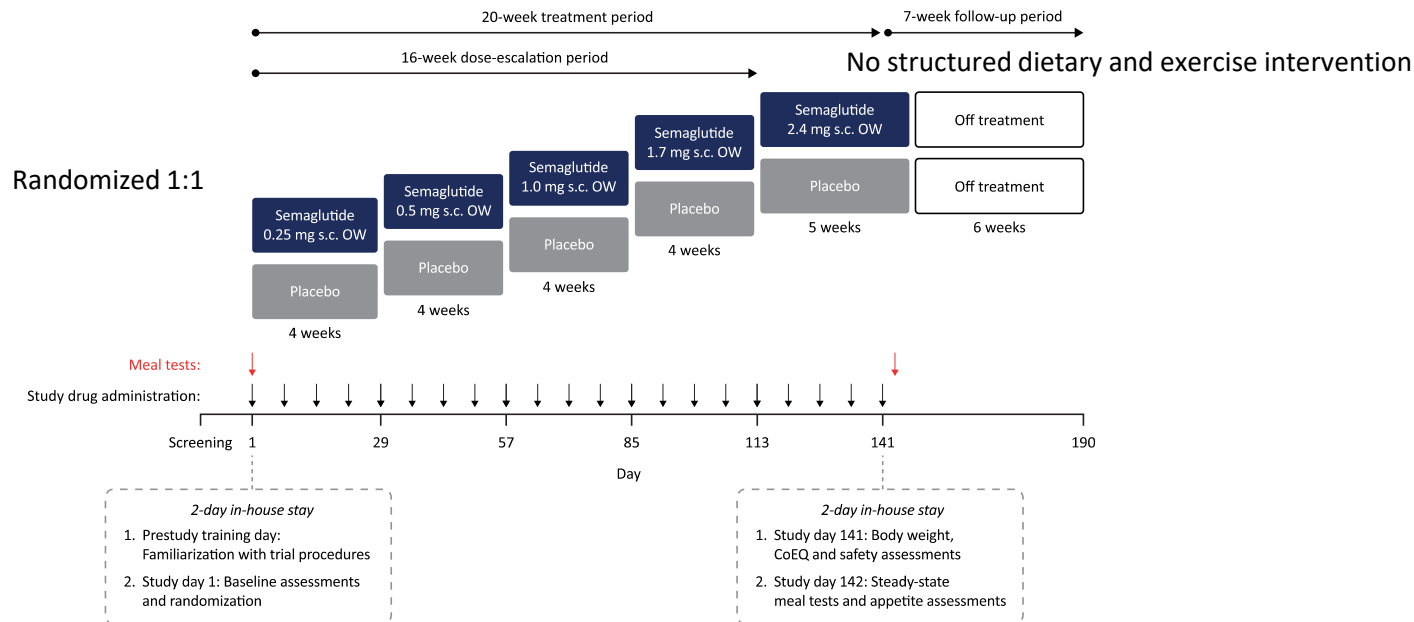 20-week treatment period
7-week follow-up period
16-week dose-escalation period
No structured dietary and exercise intervention
Randomized 1:1
Semaglutide
0.25 mg s.c. OW
Placebo
4 weeks
Semaglutide
0.5 mg s.c. OW
Placebo
4 weeks
Semaglutide
1.0 mg s.c. OW
Placebo
4 weeks
Semaglutide
1.7 mg s.c. OW
Placebo
4 weeks
Semaglutide
2.4 mg s.c. OW
Placebo
5 weeks
Off treatment
Off treatment
6 weeks
Meal tests:
Study drug administration:
Screening 1 29 57 85 113 141 190
Day
2-day in-house stay
1. Prestudy training day:
Familiarization with trial procedures
2. Study day 1: Baseline assessments
and randomization
2-day in-house stay
1. Study day 141: Body weight,
CoEQ and safety assessments
2. Study day 142: Steady-state
meal tests and appetite assessments